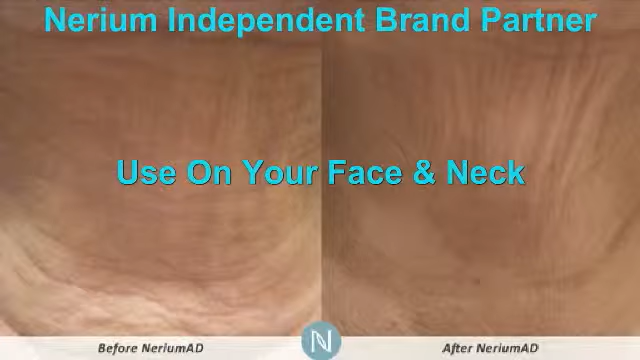 Nerium Independent Brand Partner
Use On Your Face & Neck
Before NeriumAD
N
After NeriumAD